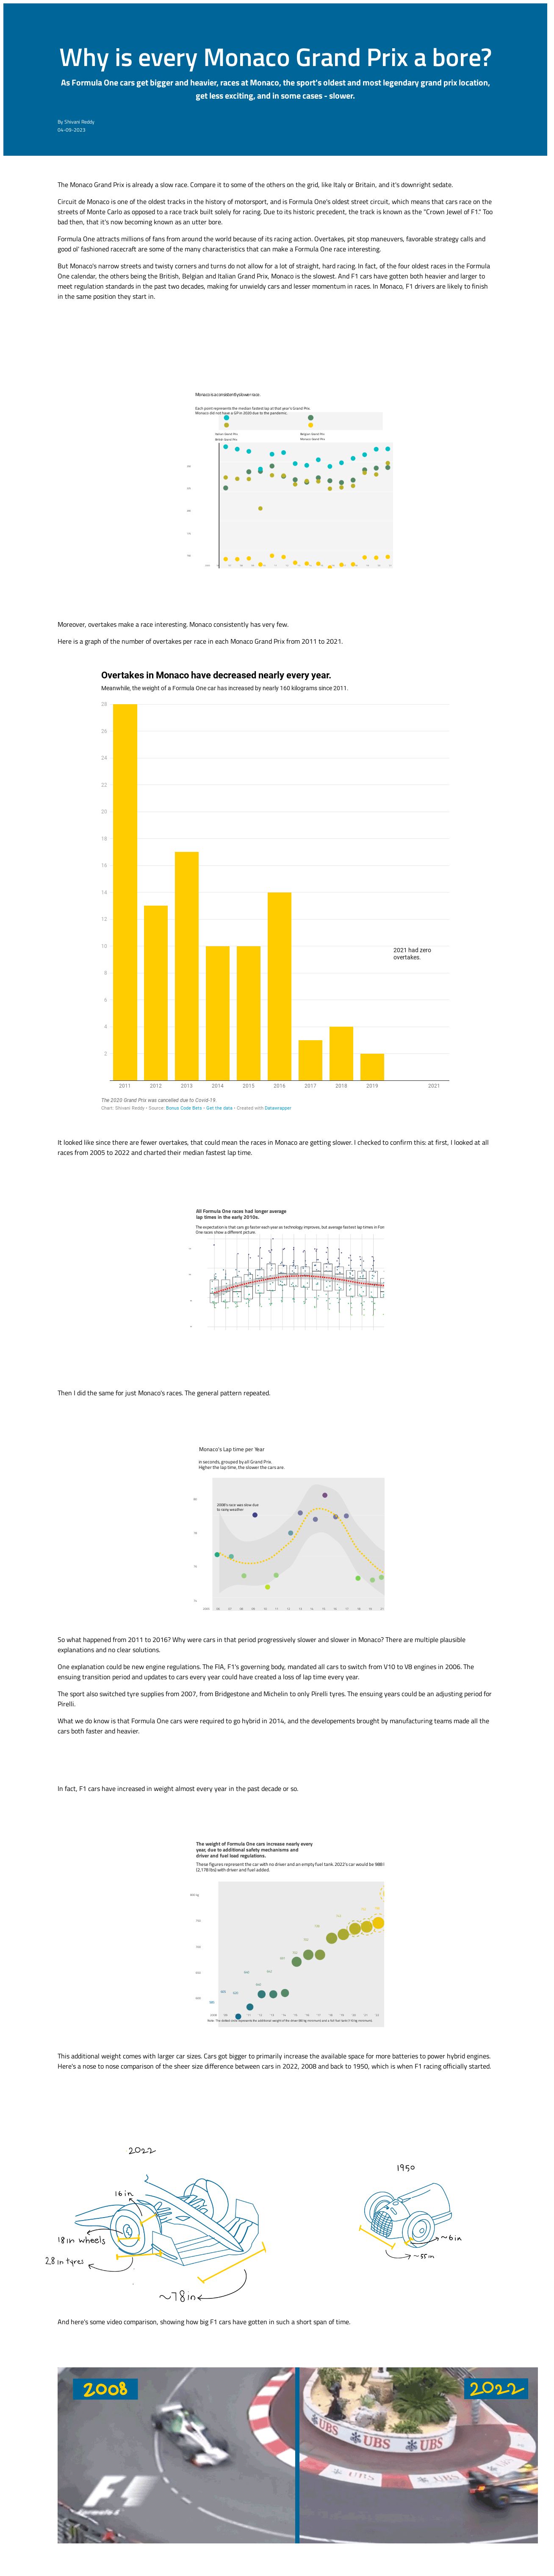 Why is every Monaco Grand Prix a bore?
As Formula One cars get bigger and heavier, races at Monaco, the sport's oldest and most legendary grand prix location,
get less exciting, and in some cases - slower.
By Shivani Reddy
04-09-2023
The Monaco Grand Prix is already a slow race. Compare it to some of the others on the grid, like Italy or Britain, and it's downright sedate.
Circuit de Monaco is one of the oldest tracks in the history of motorsport, and is Formula One's oldest street circuit, which means that cars race on the
streets of Monte Carlo as opposed to a race track built solely for racing. Due to its historic precedent, the track is known as the "Crown Jewel of F1." Too
bad then, that it's now becoming known as an utter bore.
Formula One attracts millions of fans from around the world because of its racing action. Overtakes, pit stop maneuvers, favorable strategy calls and
good ol' fashioned racecraft are some of the many characteristics that can make a Formula One race interesting.
But Monaco's narrow streets and twisty corners and turns do not allow for a lot of straight, hard racing. In fact, of the four oldest races in the Formula
One calendar, the others being the British, Belgian and Italian Grand Prix, Monaco is the slowest. And F1 cars have gotten both heavier and larger to
meet regulation standards in the past two decades, making for unwieldy cars and lesser momentum in races. In Monaco, F1 drivers are likely to finish
in the same position they start in.
Monaco is a consistently slower race.
Each point represents the median fastest lap at that year's Grand Prix.
Monaco did not have a GP in 2020 due to the pandemic.
Italian Grand Prix
Belgian Grand Prix
British Grand Prix
Monaco Grand Prix
Moreover, overtakes make a race interesting. Monaco consistently has very few.
Here is a graph of the number of overtakes per race in each Monaco Grand Prix from 2011 to 2021.
Overtakes in Monaco have decreased nearly every year.
Meanwhile, the weight of a Formula One car has increased by nearly 160 kilograms since 2011.
28
26
24
22
20
18
16
14
12
10
2021 had zero
overtakes.
8
6
4
2
2011 2012 2013 2014 2015 2016 2017 2018 2019 2021
The 2020 Grand Prix was cancelled due to Covid-19.
Chart: Shivani Reddy • Source: Bonus Code Bets • Get the data • Created with Datawrapper
It looked like since there are fewer overtakes, that could mean the races in Monaco are getting slower. I checked to confirm this: at first, I looked at all
races from 2005 to 2022 and charted their median fastest lap time.
All Formula One races had longer average
lap times in the early 2010s.
The expectation is that cars go faster each year as technology improves, but average fastest lap times in For
One races show a different picture.
Then I did the same for just Monaco's races. The general pattern repeated.
Monaco's Lap time per Year
in seconds, grouped by all Grand Prix.
Higher the lap time, the slower the cars are.
2008's race was slow due
to rainy weather
So what happened from 2011 to 2016? Why were cars in that period progressively slower and slower in Monaco? There are multiple plausible
explanations and no clear solutions.
One explanation could be new engine regulations. The FIA, F1's governing body, mandated all cars to switch from V10 to V8 engines in 2006. The
ensuing transition period and updates to cars every year could have created a loss of lap time every year.
The sport also switched tyre supplies from 2007, from Bridgestone and Michelin to only Pirelli tyres. The ensuing years could be an adjusting period for
Pirelli.
What we do know is that Formula One cars were required to go hybrid in 2014, and the developements brought by manufacturing teams made all the
cars both faster and heavier.
In fact, F1 cars have increased in weight almost every year in the past decade or so.
The weight of Formula One cars increase nearly every
year, due to additional safety mechanisms and
driver and fuel load regulations.
These figures represent the car with no driver and an empty fuel tank. 2022's car would be 988
(2,178 lbs) with driver and fuel added.
This additional weight comes with larger car sizes. Cars got bigger to primarily increase the available space for more batteries to power hybrid engines.
Here's a nose to nose comparison of the sheer size difference between cars in 2022, 2008 and back to 1950, which is when F1 racing officially started.
2022
1950
16in
18in wheels
28in tyres
~6in
~55in
~78in
And here's some video comparison, showing how big F1 cars have gotten in such a short span of time.
2008
2022
UBS
UBS
UBS
UBS
F1
Formula 1